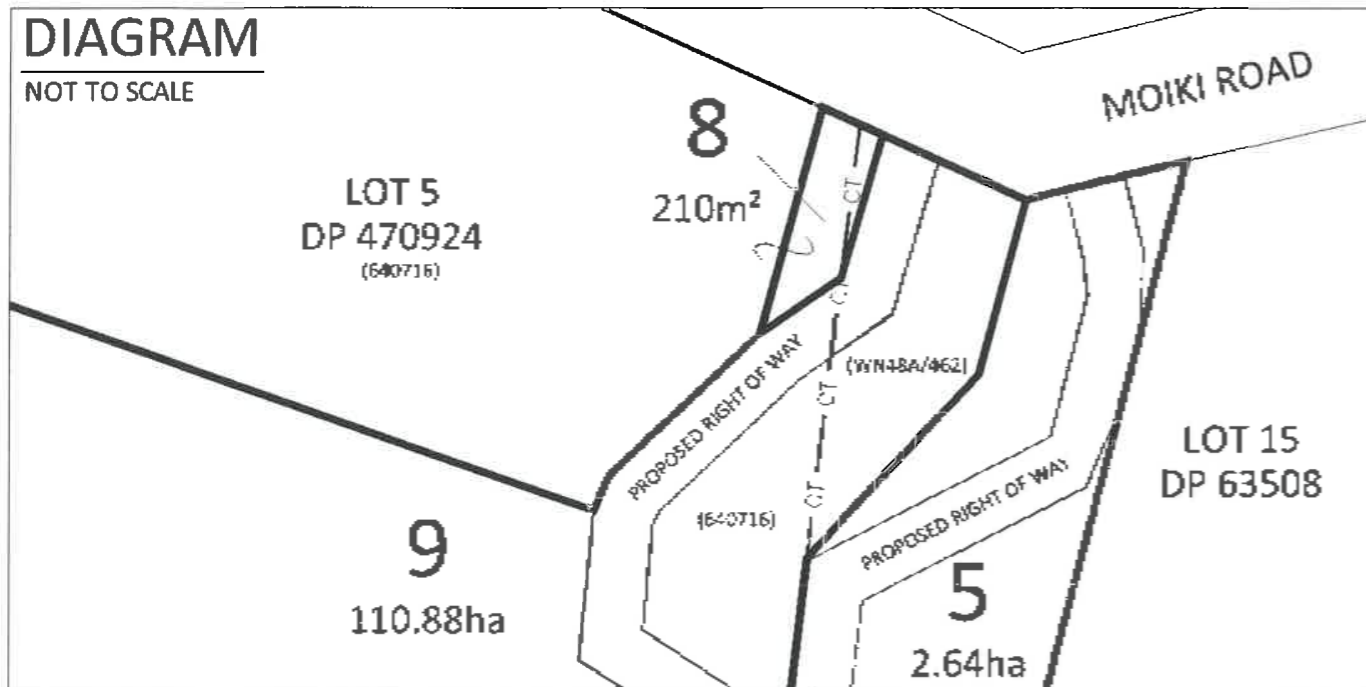 DIAGRAM
NOT TO SCALE
MOIKI ROAD
8
210m²
LOT 5
DP 470924
(640716)
CT
CT
CT
CT
(WN48A/462)
PROPOSED RIGHT OF WAY
(640716)
LOT 15
DP 63508
PROPOSED RIGHT OF WAY
9
110.88ha
5
2.64ha